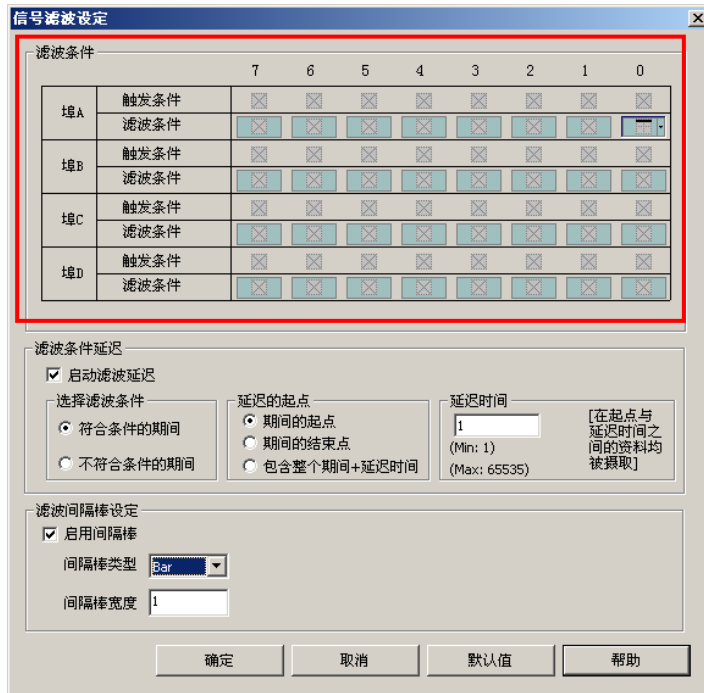 信号滤波设定
滤波条件
7 6 5 4 3 2 1 0
埠A
触发条件
滤波条件
埠B
触发条件
滤波条件
埠C
触发条件
滤波条件
埠D
触发条件
滤波条件
滤波条件延迟
启动滤波延迟
选择滤波条件
符合条件的期间
不符合条件的期间
延迟的起点
期间的起点
期间的结束点
包含整个期间+延迟时间
延迟时间
1
(Min: 1)
(Max: 65535)
[在起点与
延迟时间之
间的资料均
被摄取]
滤波间隔棒设定
启用间隔棒
间隔棒类型 Bar
间隔棒宽度 1
确定 取消 默认值 帮助